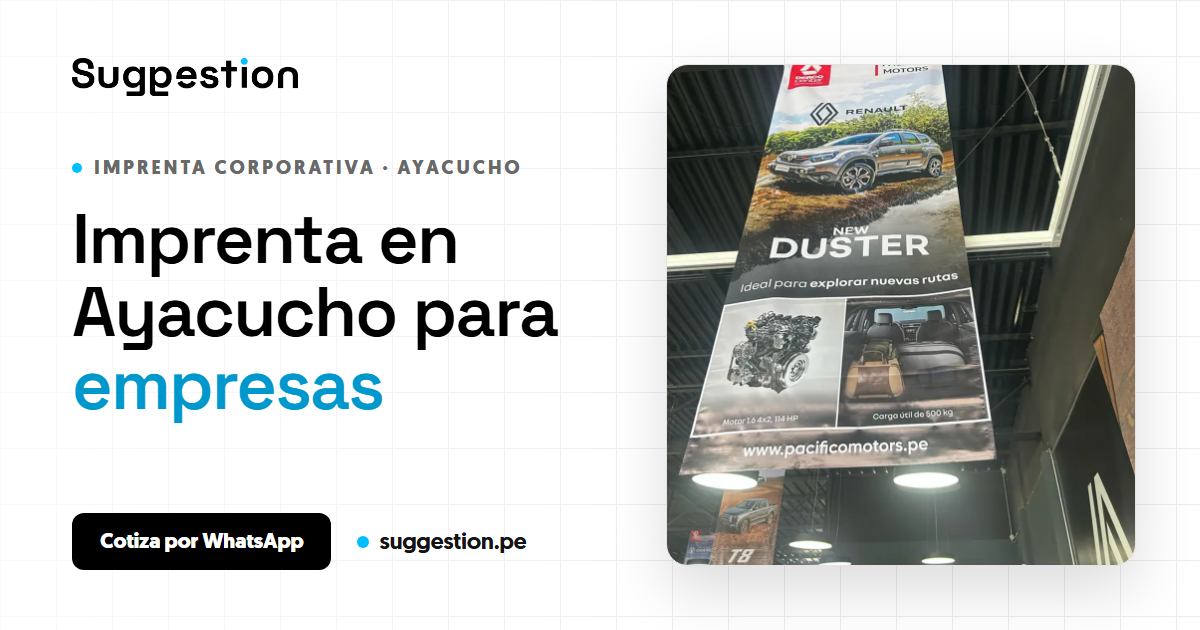 Suggestion
IMPRENTA CORPORATIVA · AYACUCHO
Imprenta en
Ayacucho para
empresas
Cotiza por WhatsApp
suggestion.pe
DERCO
MOTORS
RENAULT
NEW
DUSTER
Ideal para explorar nuevas rutas
Motor 1.6 4x2, 114 HP
Carga útil de 500 kg
www.pacificomotors.pe
T8